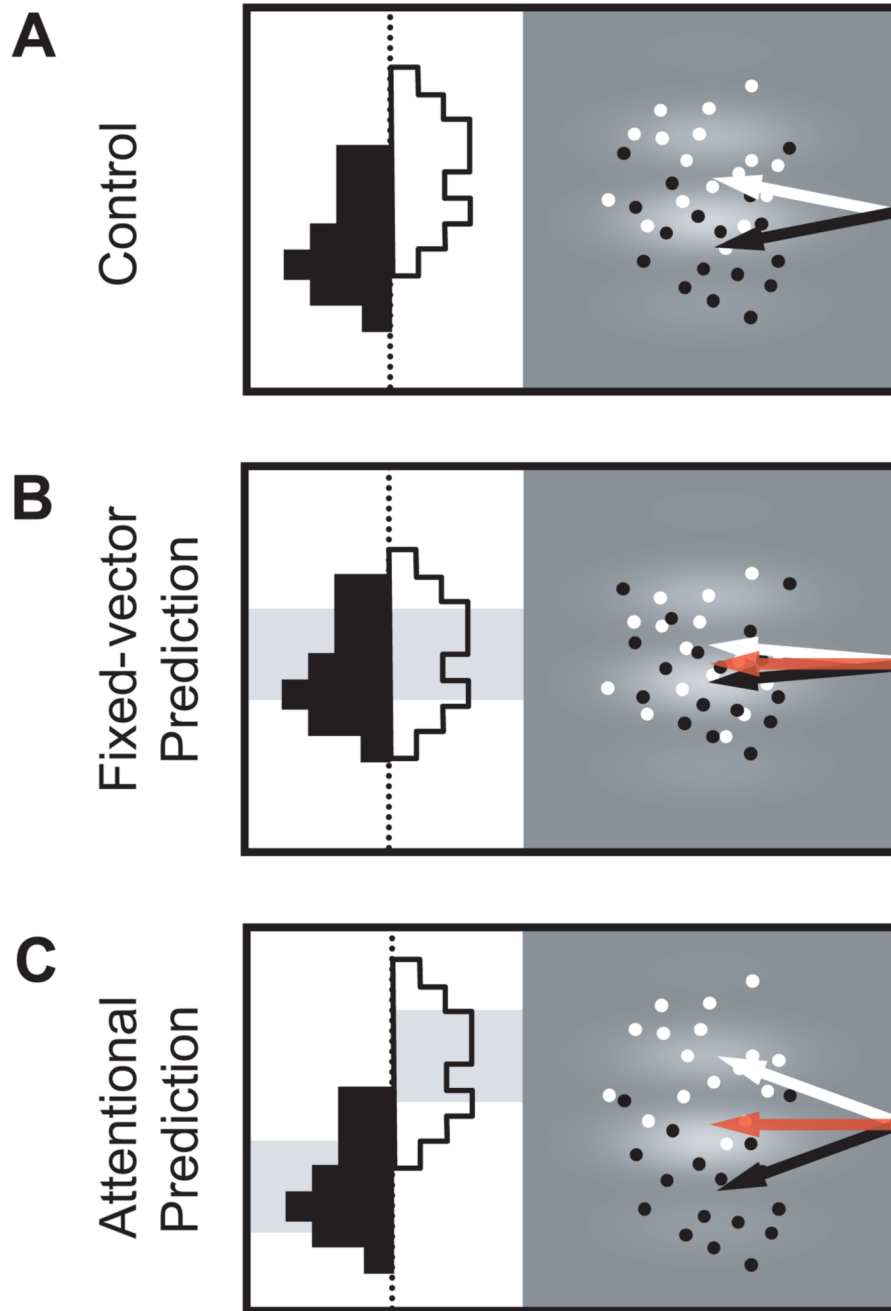 A
Control
B
Fixed-vector
Prediction
C
Attentional
Prediction